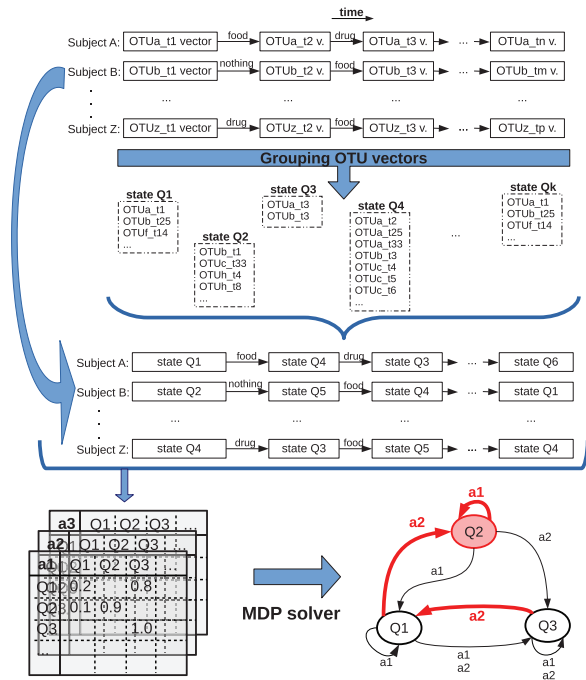 time
Subject A: OTUa_t1 vector food OTUa_t2 v. drug OTUa_t3 v. ... OTUa_tn v.
Subject B: OTUb_t1 vector nothing OTUb_t2 v. food OTUb_t3 v. ... OTUb_tm v.
... ...
Subject Z: OTUz_t1 vector drug OTUz_t2 v. food OTUz_t3 v. ... OTUz_tp v.
Grouping OTU vectors
state Q1
OTUa_t1
OTUb_t25
OTUf_t14
...
state Q2
OTUb_t1
OTUc_t33
OTUh_t4
OTUh_t8
...
state Q3
OTUa_t3
OTUb_t3
state Q4
OTUa_t2
OTUa_t25
OTUa_t33
OTUb_t3
OTUc_t4
OTUc_t5
OTUc_t6
...
...
state Qk
OTUa_t1
OTUb_t25
OTUf_t14
...
Subject A: state Q1 food state Q4 drug state Q3 ... state Q6
Subject B: state Q2 nothing state Q5 food state Q4 ... state Q1
... ...
Subject Z: state Q4 drug state Q3 food state Q5 ... state Q4
a3 Q1 Q2 Q3 ...
a2 Q1 Q2 Q3 ...
a1 Q1 Q2 Q3 ...
Q1 0.2 0.8
Q2 0.1 0.9
Q3 1.0
...
MDP solver
a1
Q2
a2
a2
a1
a2
Q1
Q3
a1
a1
a2
a1
a2